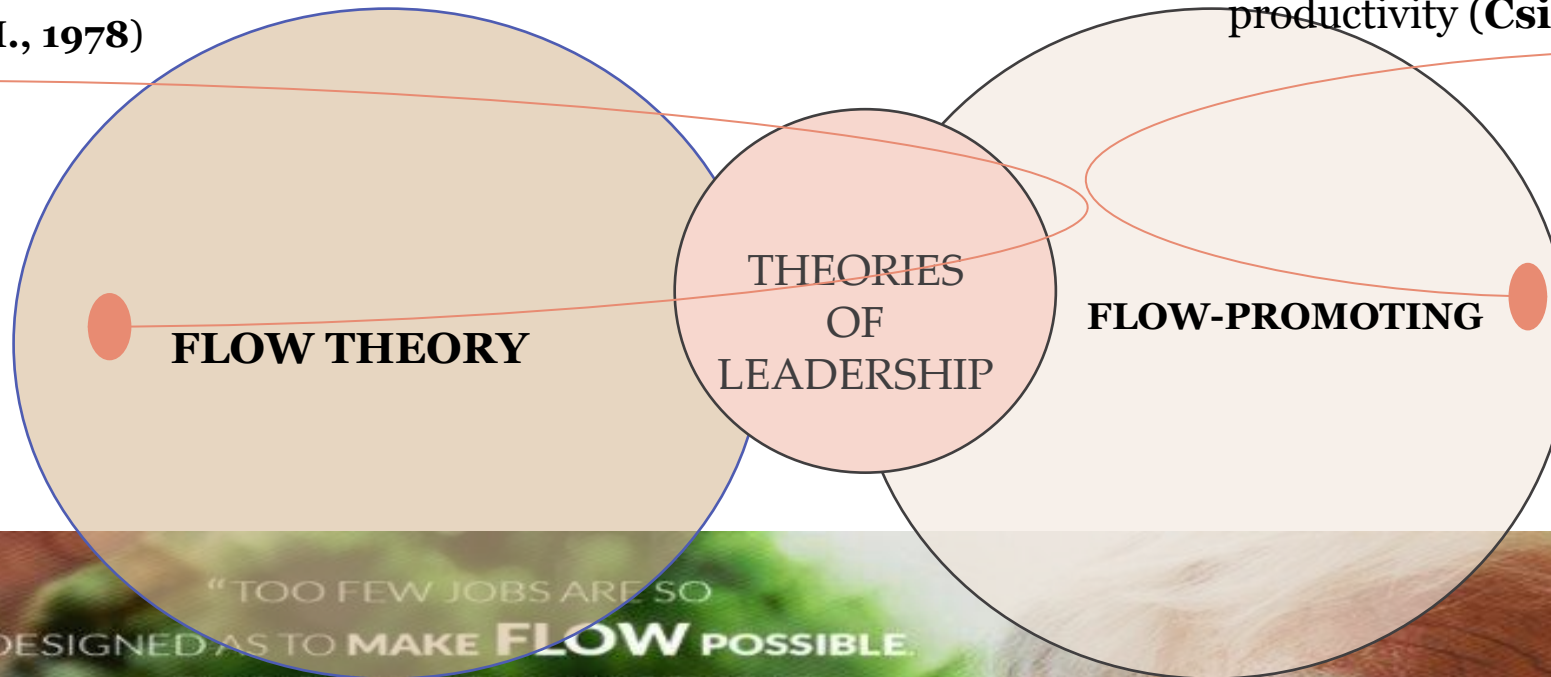 I., 1978)
productivity (Csi
THEORIES
OF
LEADERSHIP
FLOW THEORY
FLOW-PROMOTING
“TOO FEW JOBS ARE SO
DESIGNED AS TO MAKE FLOW POSSIBLE.